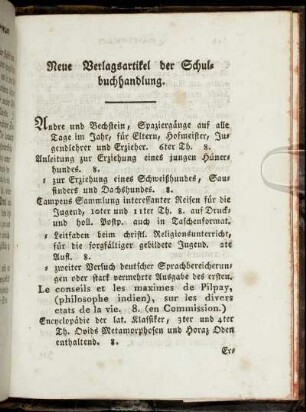 Neue Verlagsartikel der Schul-
buchhandlung.
Andre und Bechstein, Spaziergänge auf alle
Tage im Jahr, für Eltern, Hofmeister, Ju-
gendlehrer und Erzieher. 6ter Th. 8.
Anleitung zur Erziehung eines jungen Hüner-
hundes. 8.
⸗ zur Erziehung eines Schweißhundes, Sau-
finders und Dachshundes. 8.
Campens Sammlung interessanter Reisen für
die Jugend, 10ter und 11ter Th. 8. auf Druck-
und holl. Postp. auch in Taschenformat.
⸗ Leitfaden beim christl. Religionsunterricht,
für die sorgfältiger gebildete Jugend. 2te
Aufl. 8.
⸗ zweiter Versuch deutscher Sprachbereicherun-
gen oder stark vermehrte Ausgabe des ersten.
Le conseils et les maximes de Pilpay,
(philosophe indien), sur les divers
etats de la vie. 8. (en Commission.)
Encyclopädie der lat. Klassiker, 3ter und 4ter
Th. Ovids Metamorphosen und Horaz Oden
enthaltend. 8.
Er⸗